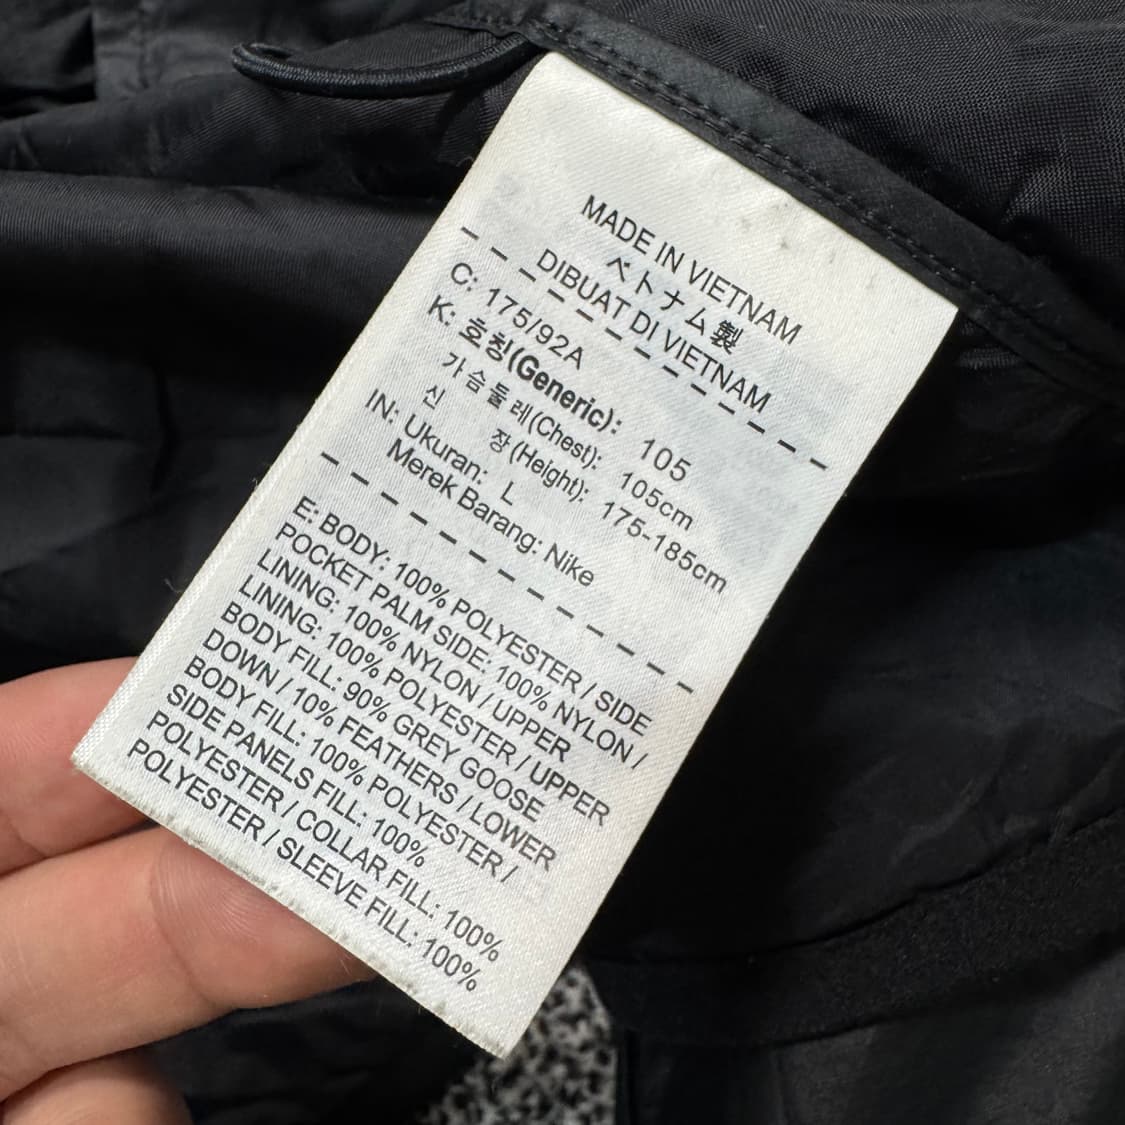 MADE IN VIETNAM
ベトナム製
DIBUAT DI VIETNAM
C: 175/92A
K: 호칭(Generic): 105
가슴둘레(Chest): 105cm
신 장(Height): 175-185cm
IN: Ukuran: L
Merek Barang: Nike
E: BODY: 100% POLYESTER / SIDE
POCKET PALM SIDE: 100% NYLON /
LINING: 100% NYLON / UPPER
LINING: 100% POLYESTER / UPPER
BODY FILL: 90% GREY GOOSE
DOWN / 10% FEATHERS / LOWER
BODY FILL: 100% POLYESTER /
SIDE PANELS FILL: 100%
POLYESTER / COLLAR FILL: 100%
POLYESTER / SLEEVE FILL: 100%